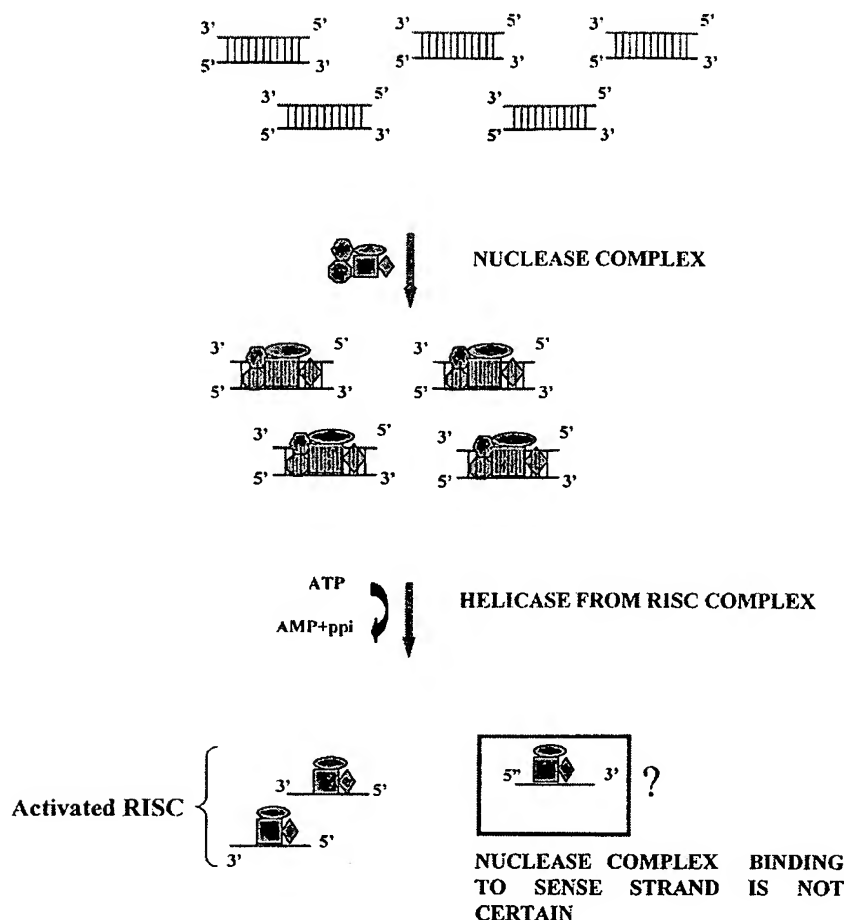 3' 5' 3' 5' 3' 5'
5' 3' 5' 3' 5' 3'
3' 5' 3' 5'
5' 3' 5' 3'
NUCLEASE COMPLEX
3' 5' 3' 5'
5' 3' 5' 3'
3' 5' 3' 5'
5' 3' 5' 3'
ATP
HELICASE FROM RISC COMPLEX
AMP+ppi
5" 3' ?
3' 5'
Activated RISC
5'
3'
NUCLEASE COMPLEX BINDING
TO SENSE STRAND IS NOT
CERTAIN